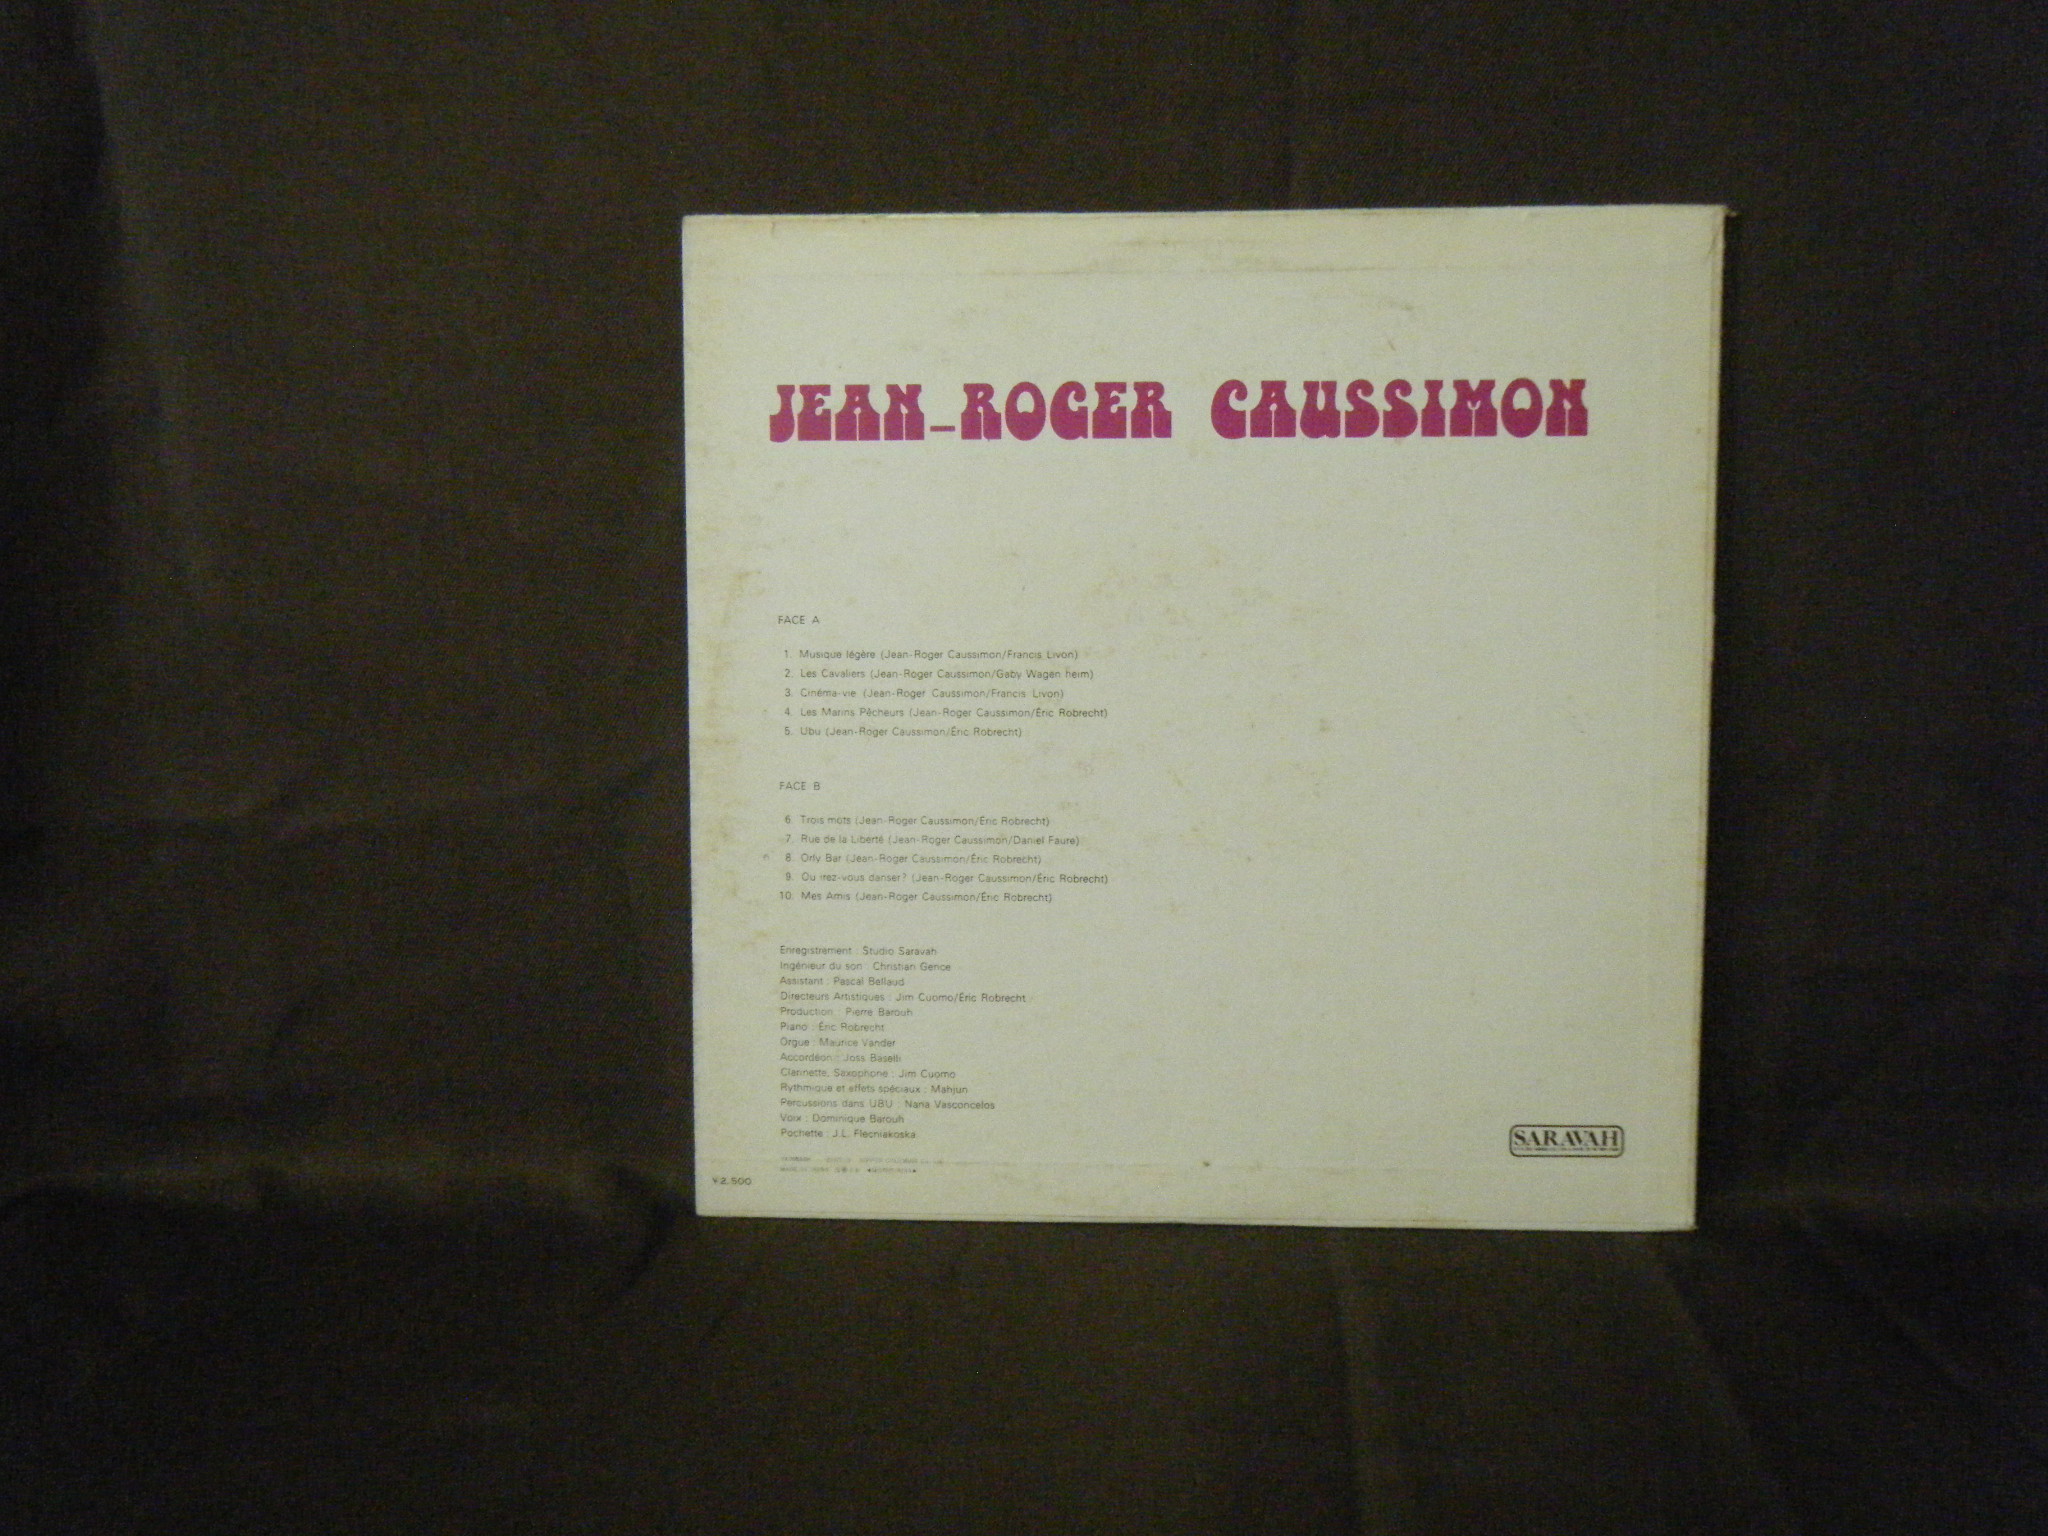 JEAN-ROGER CAUSSIMON
FACE A
1. Musique légère (Jean-Roger Caussimon/Francis Livon)
2. Les Cavaliers (Jean-Roger Caussimon/Gaby Wagen heim)
3. Cinéma-vie (Jean-Roger Caussimon/Francis Livon)
4. Les Marins Pêcheurs (Jean-Roger Caussimon/Éric Robrecht)
5. Ubu (Jean-Roger Caussimon/Éric Robrecht)
FACE B
6. Trois mots (Jean-Roger Caussimon/Éric Robrecht)
7. Rue de la Liberté (Jean-Roger Caussimon/Daniel Faure)
8. Orly Bar (Jean-Roger Caussimon/Éric Robrecht)
9. Ou irez-vous danser? (Jean-Roger Caussimon/Éric Robrecht)
10. Mes Amis (Jean-Roger Caussimon/Éric Robrecht)
Enregistrement : Studio Saravah
Ingénieur du son : Christian Gence
Assistant : Pascal Bellaud
Directeurs Artistiques : Jim Cuomo/Éric Robrecht
Production : Pierre Barouh
Piano : Éric Robrecht
Orgue : Maurice Vander
Accordéon : Joss Baselli
Clarinette, Saxophone : Jim Cuomo
Rythmique et effets spéciaux : Mahjun
Percussions dans UBU : Nana Vasconcelos
Voix : Dominique Barouh
Pochette : J.L. Flecniakoska
¥2,500
SARAVAH